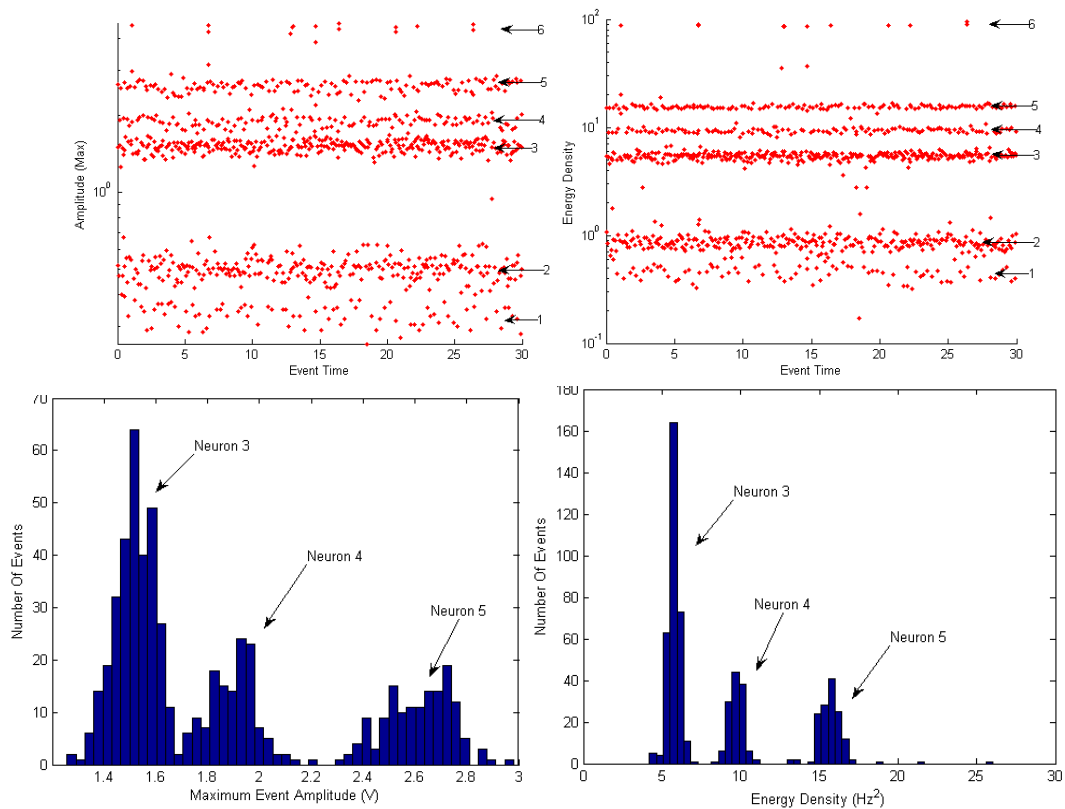 Amplitude (Max)
10^0
6
5
4
3
2
1
0 5 10 15 20 25 30
Event Time
Energy Density
10^2
10^1
10^0
10^-1
6
5
4
3
2
1
0 5 10 15 20 25 30
Event Time
Number Of Events
70
60
50
40
30
20
10
0
Neuron 3
Neuron 4
Neuron 5
1.4 1.6 1.8 2 2.2 2.4 2.6 2.8 3
Maximum Event Amplitude (V)
Number Of Events
180
160
140
120
100
80
60
40
20
0
Neuron 3
Neuron 4
Neuron 5
0 5 10 15 20 25 30
Energy Density (Hz²)